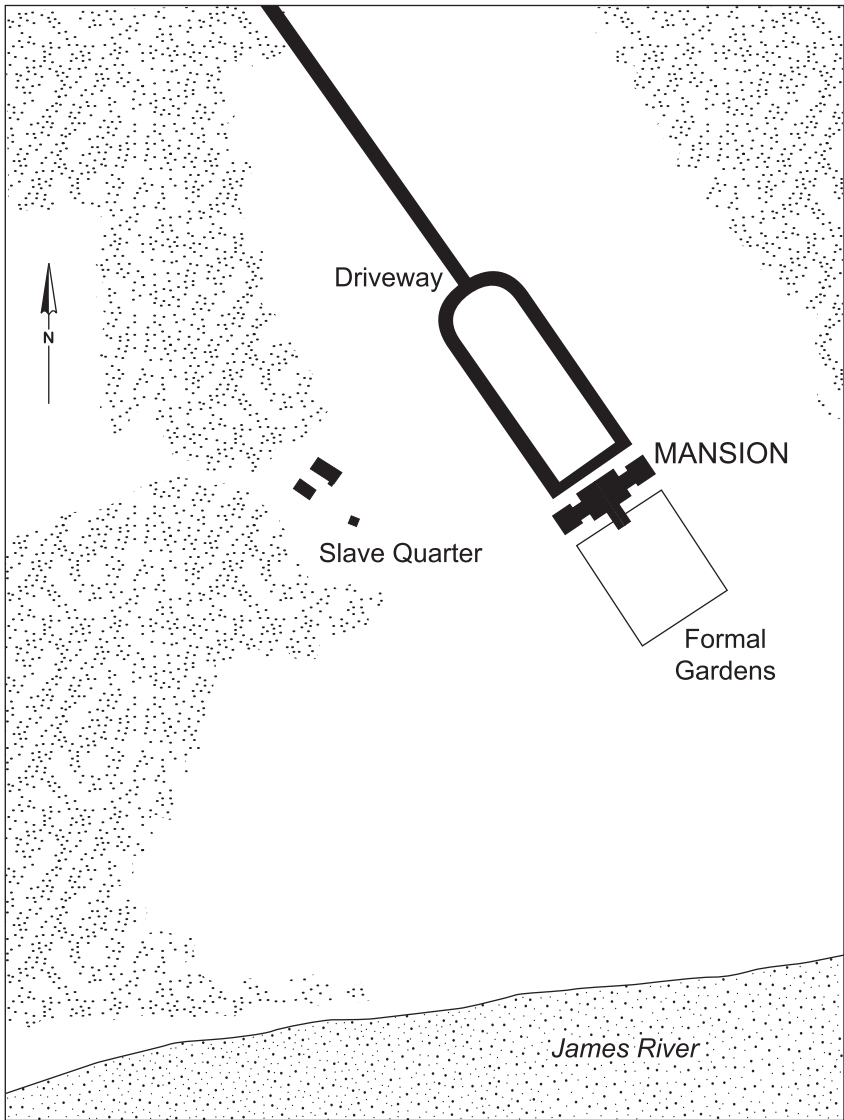 Driveway
N
MANSION
Slave Quarter
Formal
Gardens
James River